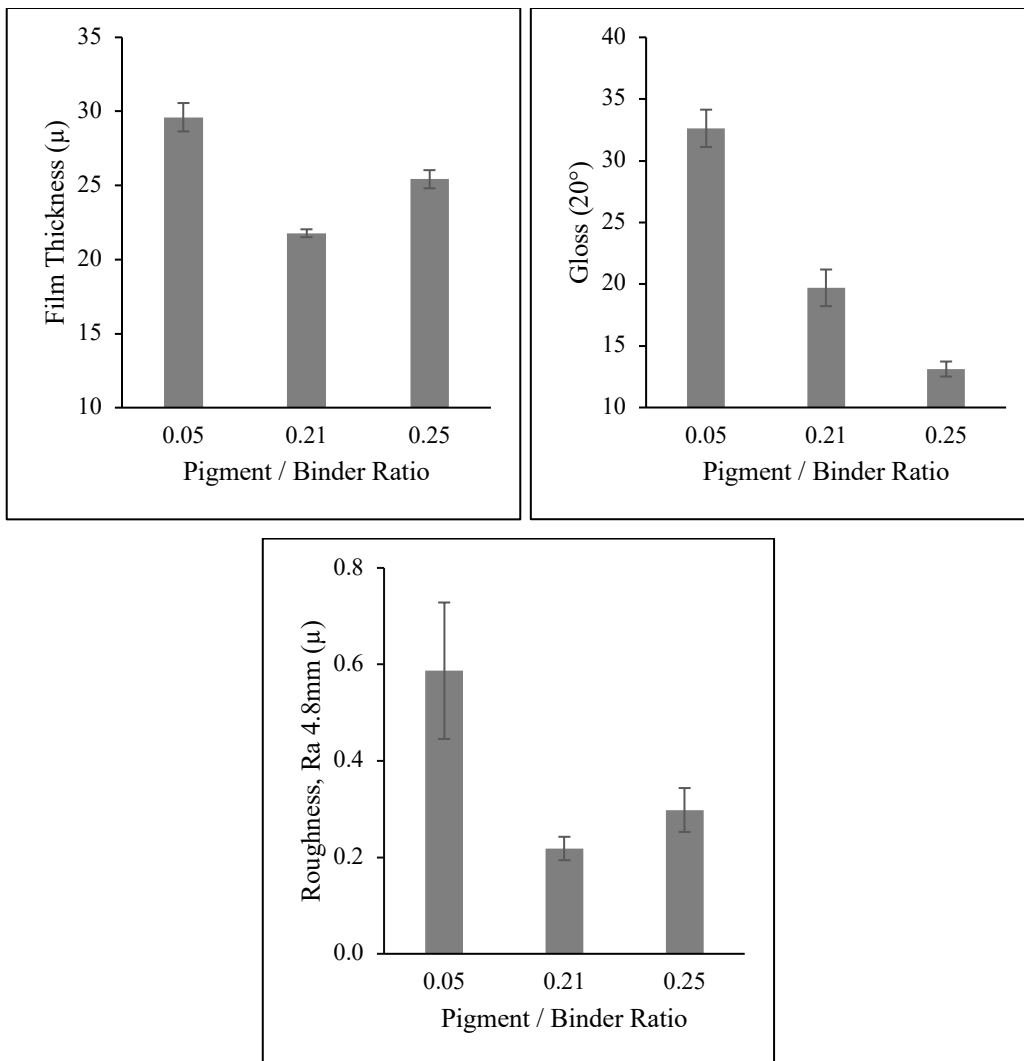 35
30
25
20
15
10
Film Thickness (μ)
0.05 0.21 0.25
Pigment / Binder Ratio
40
35
30
25
20
15
10
Gloss (20°)
0.05 0.21 0.25
Pigment / Binder Ratio
0.8
0.6
0.4
0.2
0.0
Roughness, Ra 4.8mm (μ)
0.05 0.21 0.25
Pigment / Binder Ratio